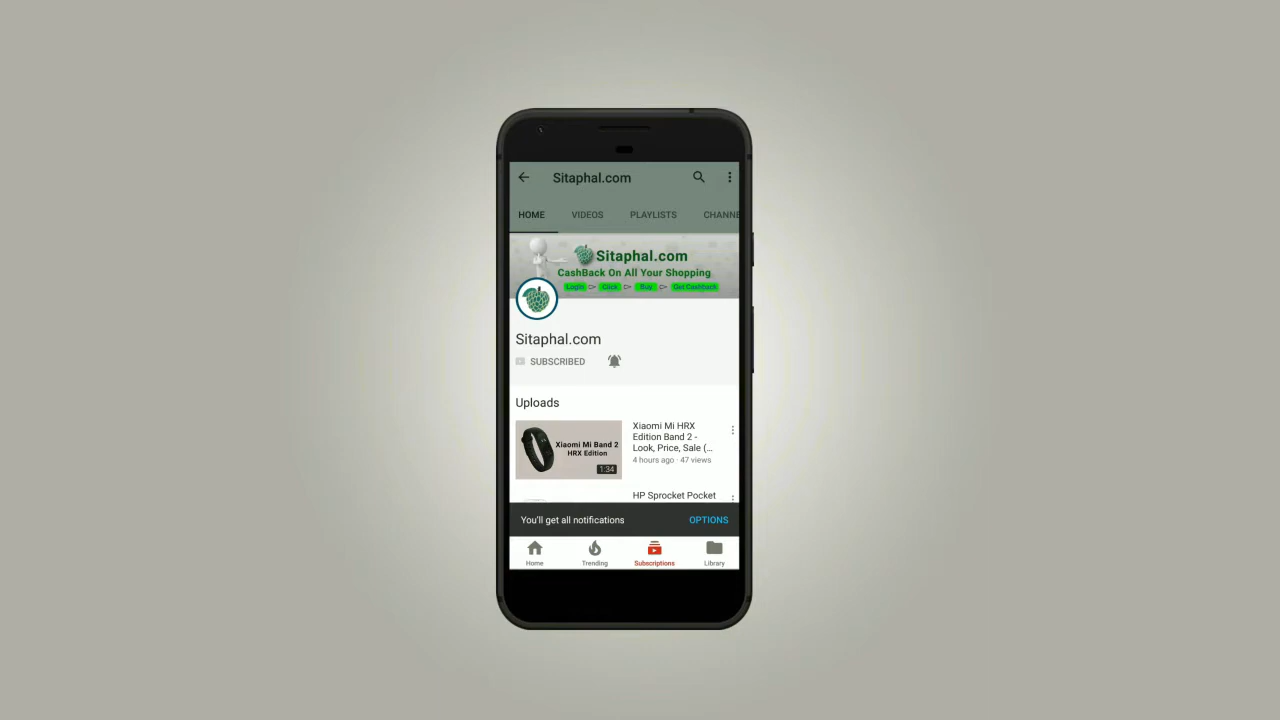 Sitaphal.com
HOME VIDEOS PLAYLISTS CHANNE
Sitaphal.com
CashBack On All Your Shopping
Login Click Buy Get Cashback
Sitaphal.com
SUBSCRIBED
Uploads
Xiaomi Mi Band 2
HRX Edition
1:34
Xiaomi Mi HRX
Edition Band 2 -
Look, Price, Sale (...
4 hours ago · 47 views
HP Sprocket Pocket
You'll get all notifications OPTIONS
Home Trending Subscriptions Library